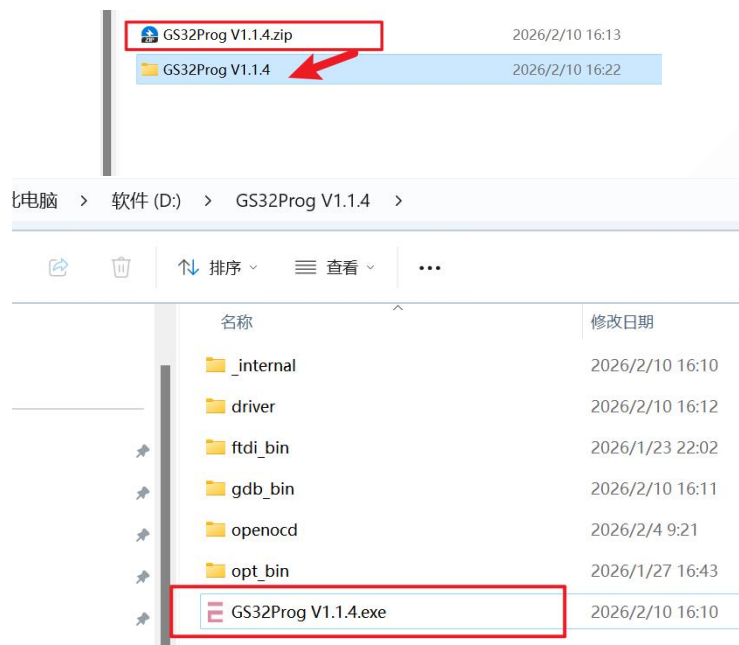 GS32Prog V1.1.4.zip 2026/2/10 16:13
GS32Prog V1.1.4 2026/2/10 16:22
电脑 > 软件 (D:) > GS32Prog V1.1.4 >
排序 查看 •••
名称 修改日期
_internal 2026/2/10 16:10
driver 2026/2/10 16:12
ftdi_bin 2026/1/23 22:02
gdb_bin 2026/2/10 16:11
openocd 2026/2/4 9:21
opt_bin 2026/1/27 16:43
GS32Prog V1.1.4.exe 2026/2/10 16:10